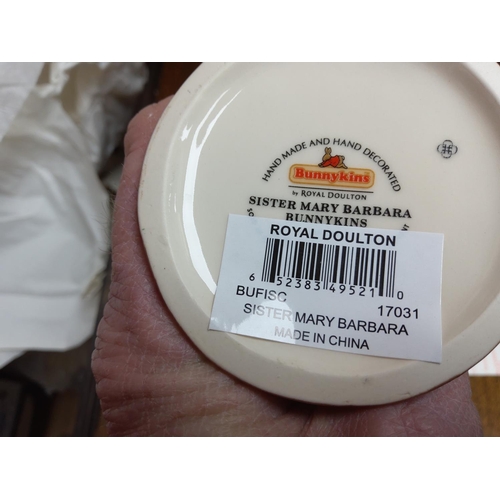 HAND MADE AND HAND DECORATED
Bunnykins
by ROYAL DOULTON
SISTER MARY BARBARA
BUNNYKINS
ROYAL DOULTON
6 52383 49521 0
BUFISC 17031
SISTER MARY BARBARA
MADE IN CHINA